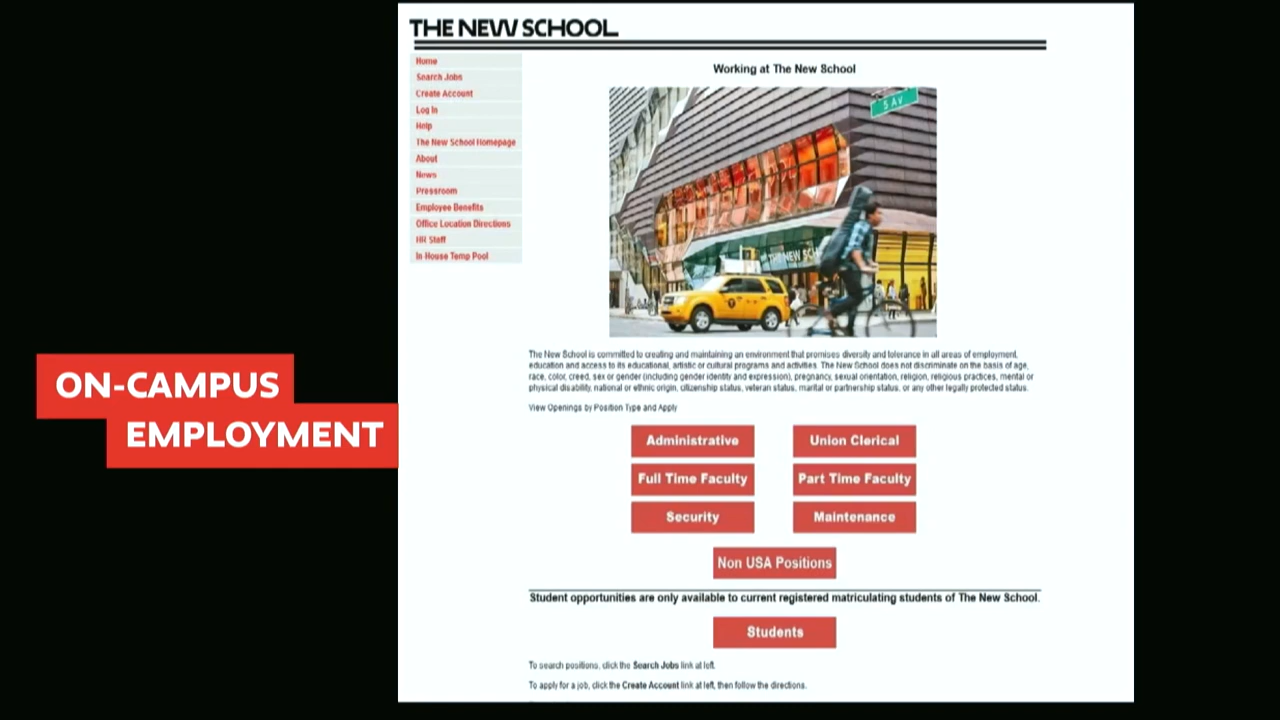 THE NEW SCHOOL
Home
Search Jobs
Create Account
Log In
Help
The New School Homepage
About
News
Pressroom
Employee Benefits
Office Location Directions
HR Staff
In House Temp Pool
Working at The New School
5 AV
THE NEW SCH
ON-CAMPUS
EMPLOYMENT
The New School is committed to creating and maintaining an environment that promises diversity and tolerance in all areas of employment,
education and access to its educational, artistic or cultural programs and activities. The New School does not discriminate on the basis of age,
race, color, creed, sex or gender (including gender identity and expression), pregnancy, sexual orientation, religion, religious practices, mental or
physical disability, national or ethnic origin, citizenship status, veteran status, marital or partnership status, or any other legally protected status.
View Openings by Position Type and Apply
Administrative
Union Clerical
Full Time Faculty
Part Time Faculty
Security
Maintenance
Non USA Positions
Student opportunities are only available to current registered matriculating students of The New School.
Students
To search positions, click the Search Jobs link at left.
To apply for a job, click the Create Account link at left, then follow the directions.